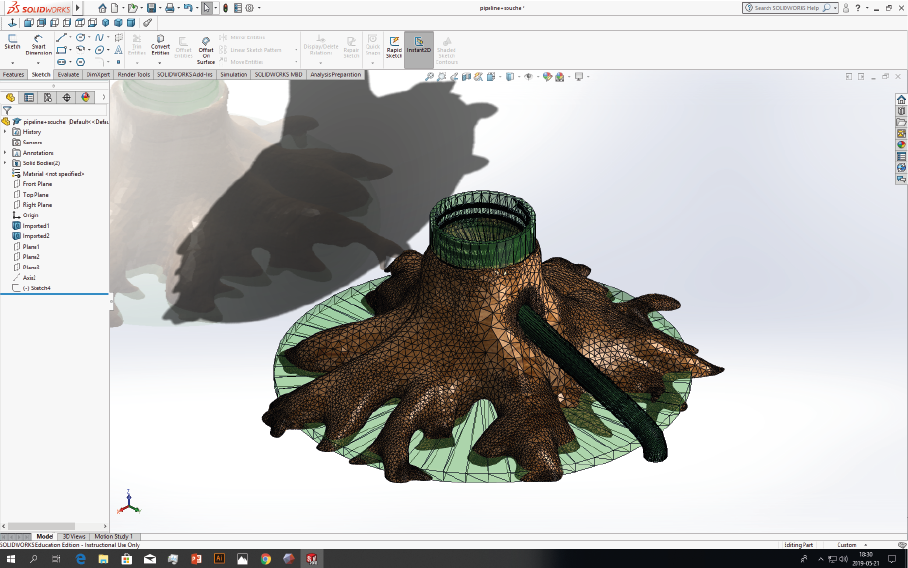 SOLIDWORKS
pipeline+souche *
Search SOLIDWORKS Help
Sketch
Smart Dimension
Trim Entities
Convert Entities
Offset Entities
Offset On Surface
Mirror Entities
Linear Sketch Pattern
Move Entities
Display/Delete Relations
Repair Sketch
Quick Snaps
Rapid Sketch
Instant2D
Shaded Sketch Contours
Features Sketch Evaluate DimXpert Render Tools SOLIDWORKS Add-Ins Simulation SOLIDWORKS MBD Analysis Preparation
pipeline+souche (Default<<Defau
History
Sensors
Annotations
Solid Bodies(2)
Material <not specified>
Front Plane
Top Plane
Right Plane
Origin
Imported1
Imported2
Plane1
Plane2
Plane3
Axis1
(-) Sketch4
Model 3D Views Motion Study 1
SOLIDWORKS Education Edition - Instructional Use Only
Editing Part
Custom
18:30
2019-05-21